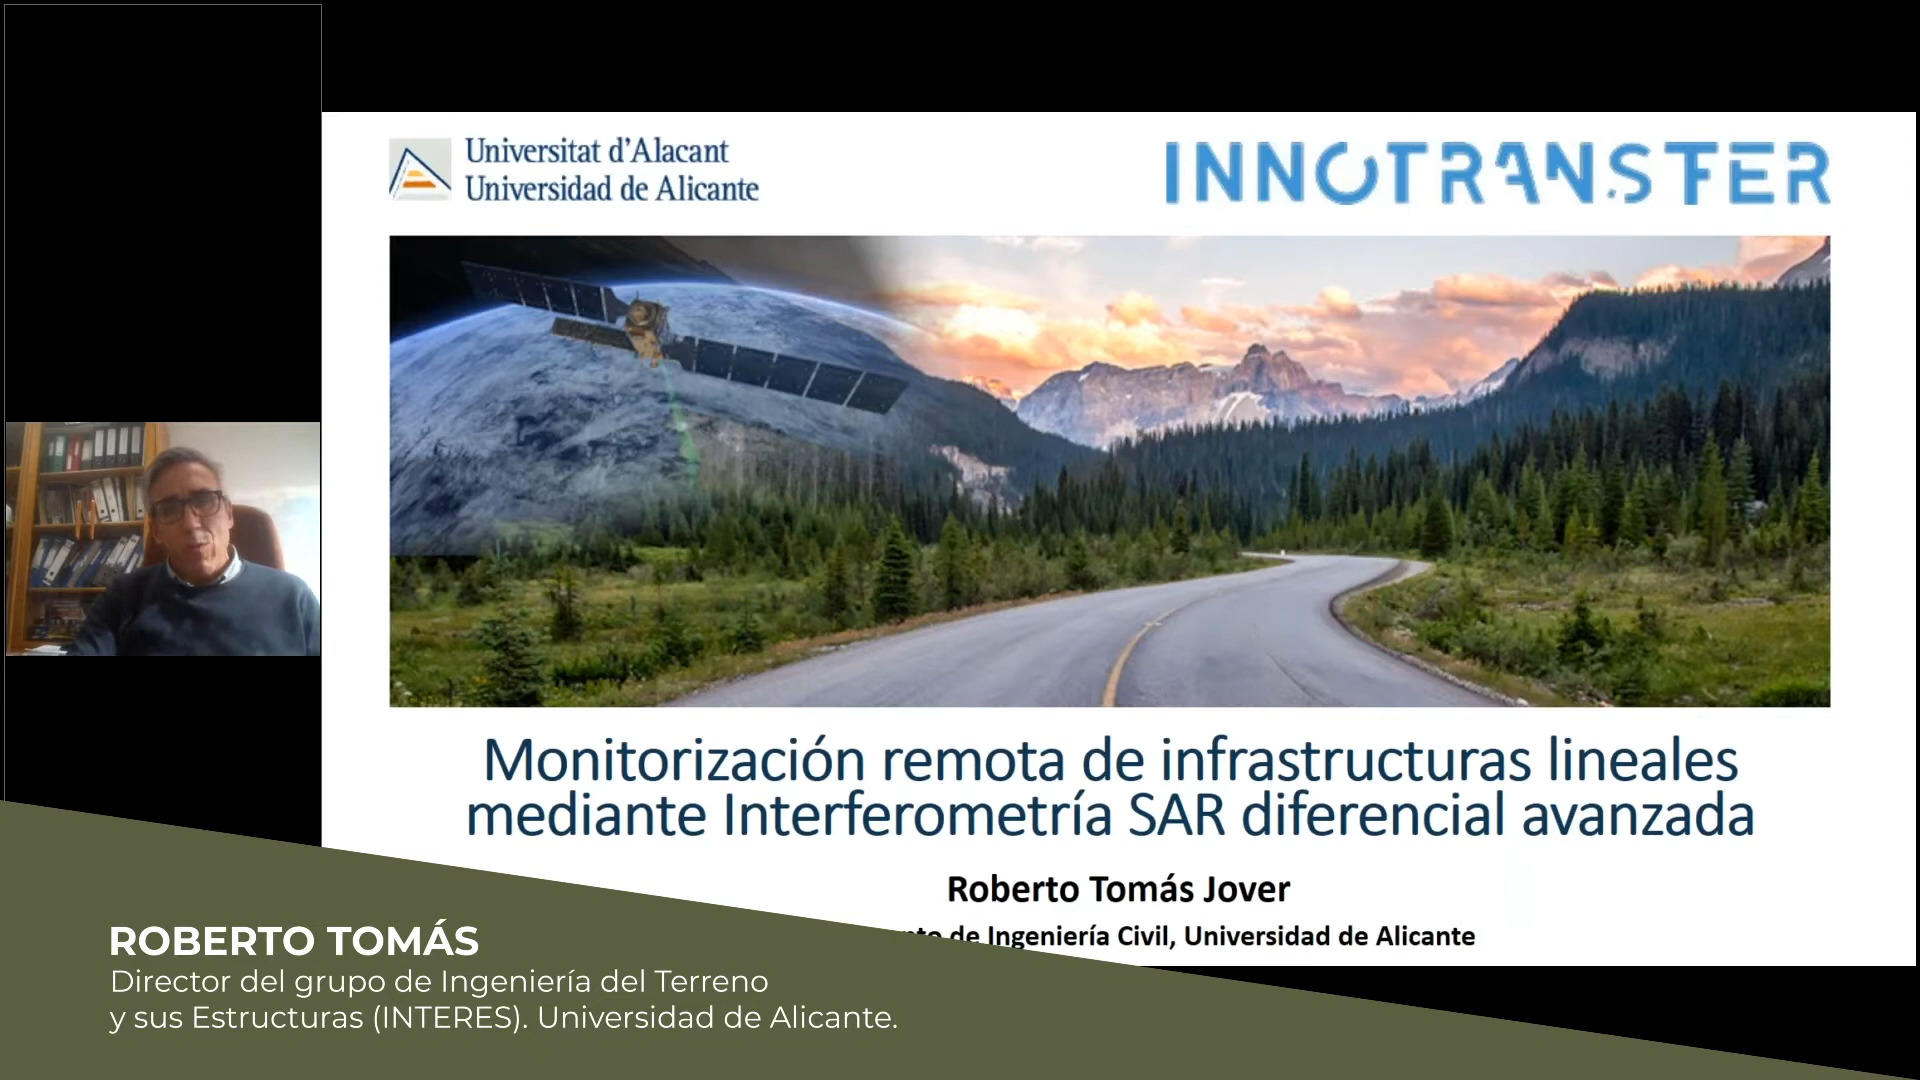 Universitat d'Alacant
Universidad de Alicante
INNOTRANSFER
Monitorización remota de infrastructuras lineales
mediante Interferometría SAR diferencial avanzada
Roberto Tomás Jover
de Ingeniería Civil, Universidad de Alicante
ROBERTO TOMÁS
Director del grupo de Ingeniería del Terreno
y sus Estructuras (INTERES). Universidad de Alicante.